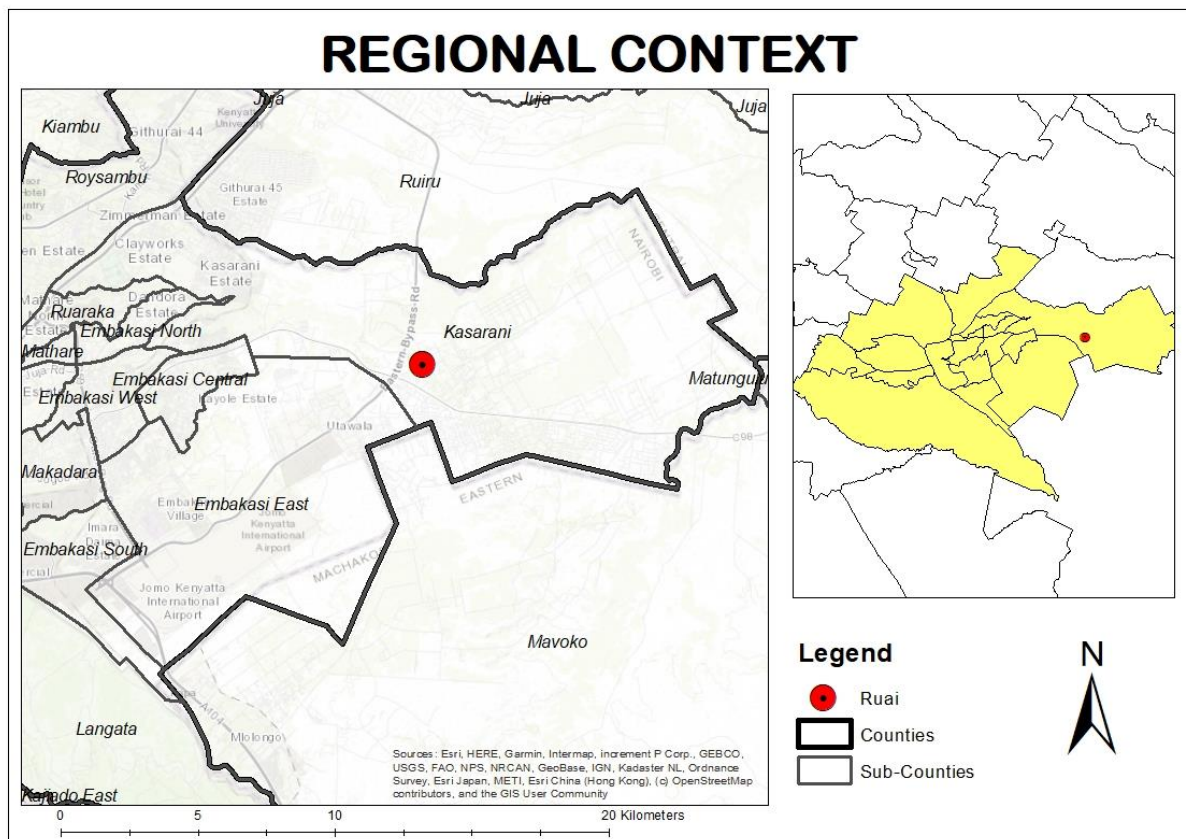 REGIONAL CONTEXT
Juja
Juja
Juja
Kiambu
Githurai 44
Kenyatta
University
Roysambu
Ruiru
Githurai 45
Estate
Zimmerman Estate
Clayworks
Estate
Kasarani
Estate
NAIROBI
Eastern-Bypass-Rd
Dandora
Estate
Ruaraka
Embakasi North
Kasarani
Mathare
Juja-Rd
Embakasi Central
Embakasi West
Kayole Estate
Matungulu
Utawala
C98
Makadara
EASTERN
Embakasi East
Village
Jomo Kenyatta
International
Airport
Imara
Embakasi South
MACHAKOS
Jomo Kenyatta
International
Airport
Mavoko
Langata
A104
Mlolongo
Kajiado East
Sources: Esri, HERE, Garmin, Intermap, increment P Corp., GEBCO,
USGS, FAO, NPS, NRCAN, GeoBase, IGN, Kadaster NL, Ordnance
Survey, Esri Japan, METI, Esri China (Hong Kong), (c) OpenStreetMap
contributors, and the GIS User Community
0 5 10 20 Kilometers
Legend
N
Ruai
Counties
Sub-Counties